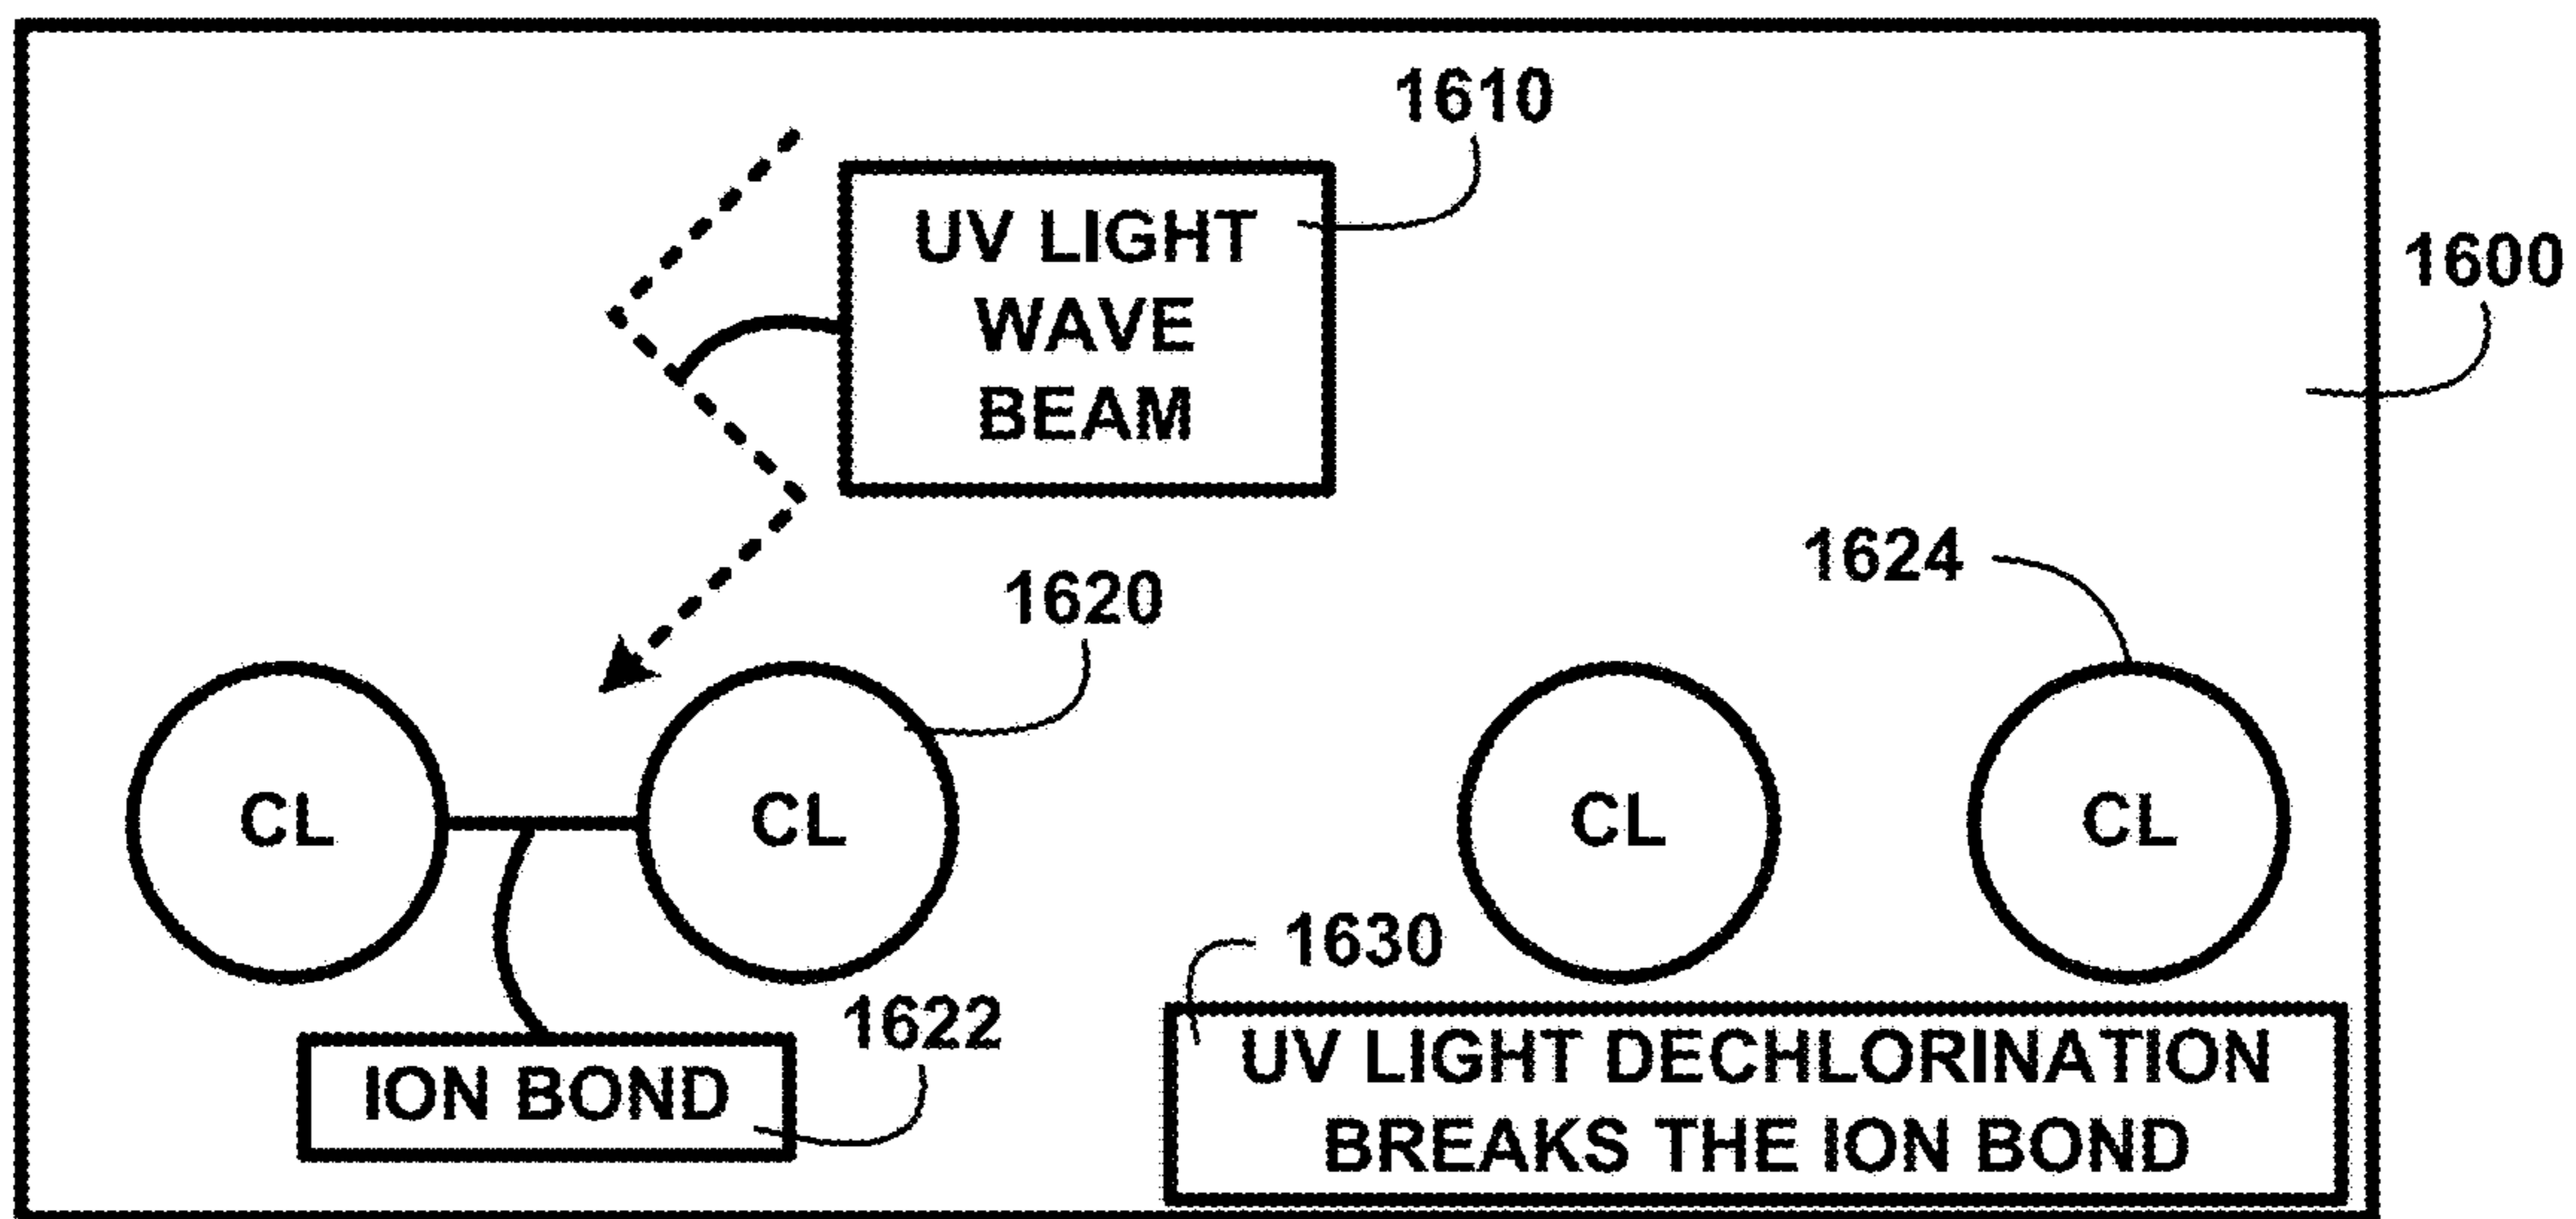 1610
UV LIGHT
WAVE
BEAM
1600
1624
1620
CL
CL
CL
CL
1630
1622
ION BOND
UV LIGHT DECHLORINATION
BREAKS THE ION BOND